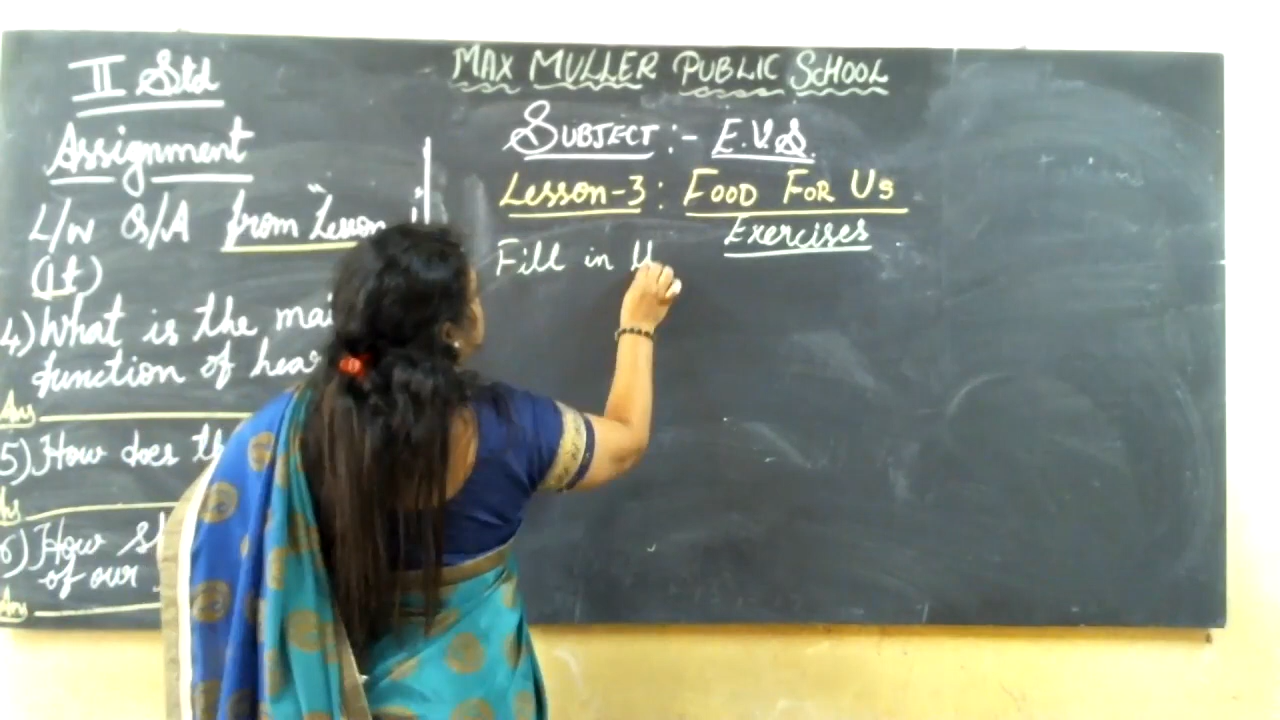 II Std
Assignment
L/w Q/A from Lesson
(1t)
4) What is the mai
function of hea
Ans
5) How does th
Ans
6) How s
of our
Ans
MAX MULLER PUBLIC SCHOOL
SUBJECT :- E.V.S.
Lesson-3 : FOOD FOR US
Exercises
Fill in